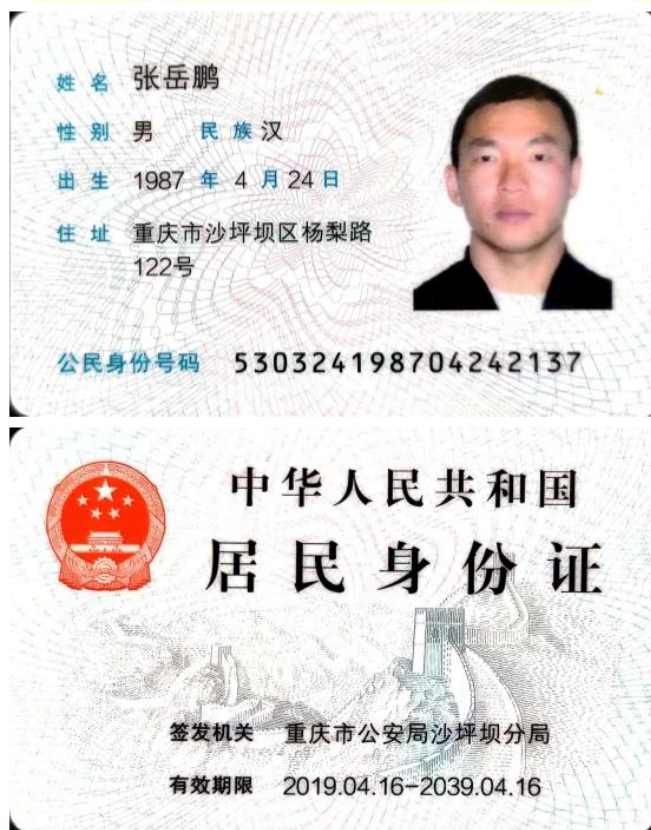 姓名 张岳鹏
性别 男 民族 汉
出生 1987 年 4 月 24 日
住址 重庆市沙坪坝区杨梨路
122号
公民身份号码 530324198704242137
中华人民共和国
居民身份证
签发机关 重庆市公安局沙坪坝分局
有效期限 2019.04.16-2039.04.16